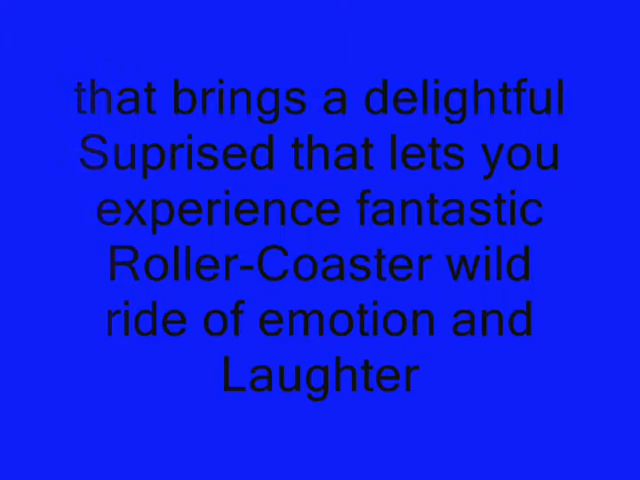 that brings a delightful
Suprised that lets you
experience fantastic
Roller-Coaster wild
ride of emotion and
Laughter